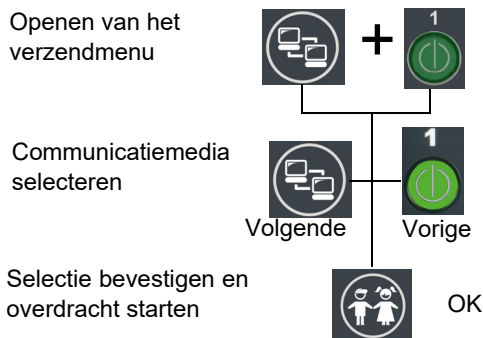 Openen van het
verzendmenu
+
1
Communicatiemedia
selecteren
1
Volgende
Vorige
Selectie bevestigen en
overdracht starten
OK